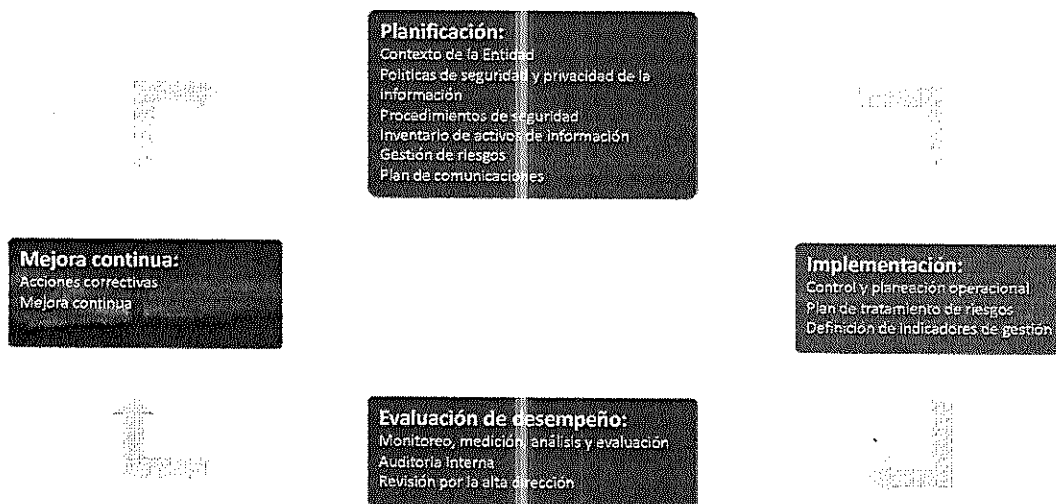 Planificación:
Contexto de la Entidad
Políticas de seguridad y privacidad de la
información
Procedimientos de seguridad
Inventario de activos de información
Gestión de riesgos
Plan de comunicaciones
Mejora continua:
Acciones correctivas
Mejora continua
Implementación:
Control y planeación operacional
Plan de tratamiento de riesgos
Definición de indicadores de gestión
Evaluación de desempeño:
Monitoreo, medición, análisis y evaluación
Auditoria interna
Revisión por la alta dirección